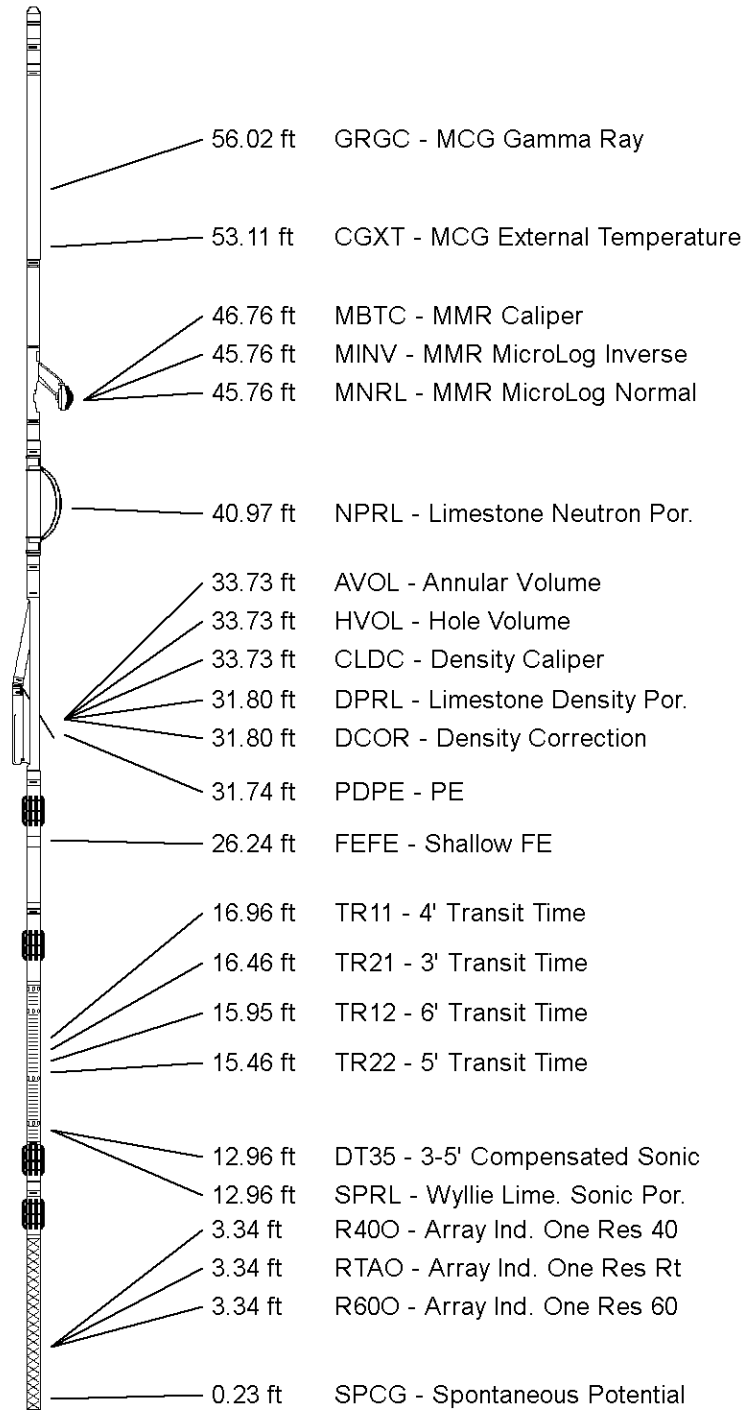 56.02 ft GRGC - MCG Gamma Ray
53.11 ft CGXT - MCG External Temperature
46.76 ft MBTC - MMR Caliper
45.76 ft MINV - MMR MicroLog Inverse
45.76 ft MNRL - MMR MicroLog Normal
40.97 ft NPRL - Limestone Neutron Por.
33.73 ft AVOL - Annular Volume
33.73 ft HVOL - Hole Volume
33.73 ft CLDC - Density Caliper
31.80 ft DPRL - Limestone Density Por.
31.80 ft DCOR - Density Correction
31.74 ft PDPE - PE
26.24 ft FEFE - Shallow FE
16.96 ft TR11 - 4' Transit Time
16.46 ft TR21 - 3' Transit Time
15.95 ft TR12 - 6' Transit Time
15.46 ft TR22 - 5' Transit Time
12.96 ft DT35 - 3-5' Compensated Sonic
12.96 ft SPRL - Wyllie Lime. Sonic Por.
3.34 ft R40O - Array Ind. One Res 40
3.34 ft RTAO - Array Ind. One Res Rt
3.34 ft R60O - Array Ind. One Res 60
0.23 ft SPCG - Spontaneous Potential